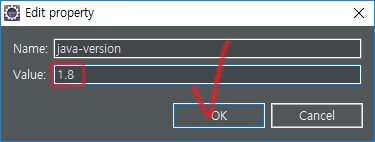 Edit property
Name: java-version
Value: 1.8
OK Cancel